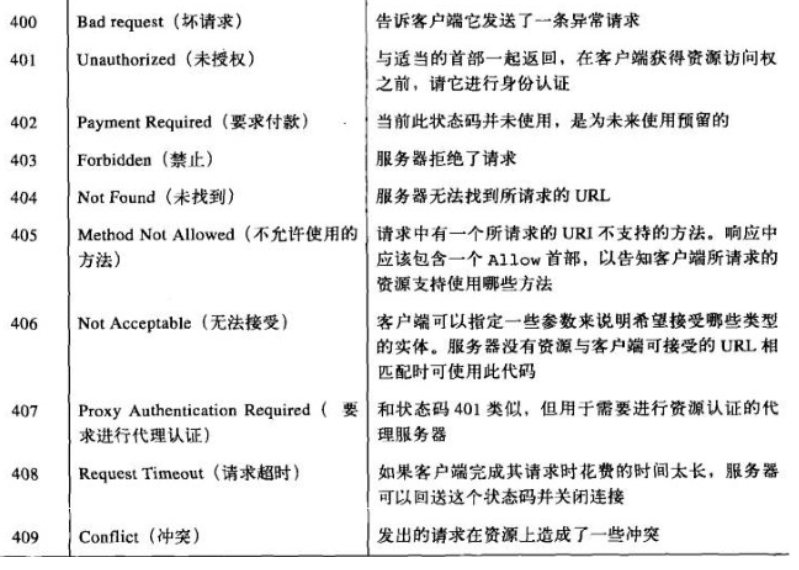 400 Bad request（坏请求） 告诉客户端它发送了一条异常请求
401 Unauthorized（未授权） 与适当的首部一起返回，在客户端获得资源访问权
之前，请它进行身份认证
402 Payment Required（要求付款） 当前此状态码并未使用，是为未来使用预留的
403 Forbidden（禁止） 服务器拒绝了请求
404 Not Found（未找到） 服务器无法找到所请求的 URL
405 Method Not Allowed（不允许使用的 请求中有一个所请求的 URI 不支持的方法。响应中
方法） 应该包含一个 Allow 首部，以告知客户端所请求的
资源支持使用哪些方法
406 Not Acceptable（无法接受） 客户端可以指定一些参数来说明希望接受哪些类型
的实体。服务器没有资源与客户端可接受的 URL 相
匹配时可使用此代码
407 Proxy Authentication Required（ 要 和状态码 401 类似，但用于需要进行资源认证的代
求进行代理认证） 理服务器
408 Request Timeout（请求超时） 如果客户端完成其请求时花费的时间太长，服务器
可以回送这个状态码并关闭连接
409 Conflict（冲突） 发出的请求在资源上造成了一些冲突